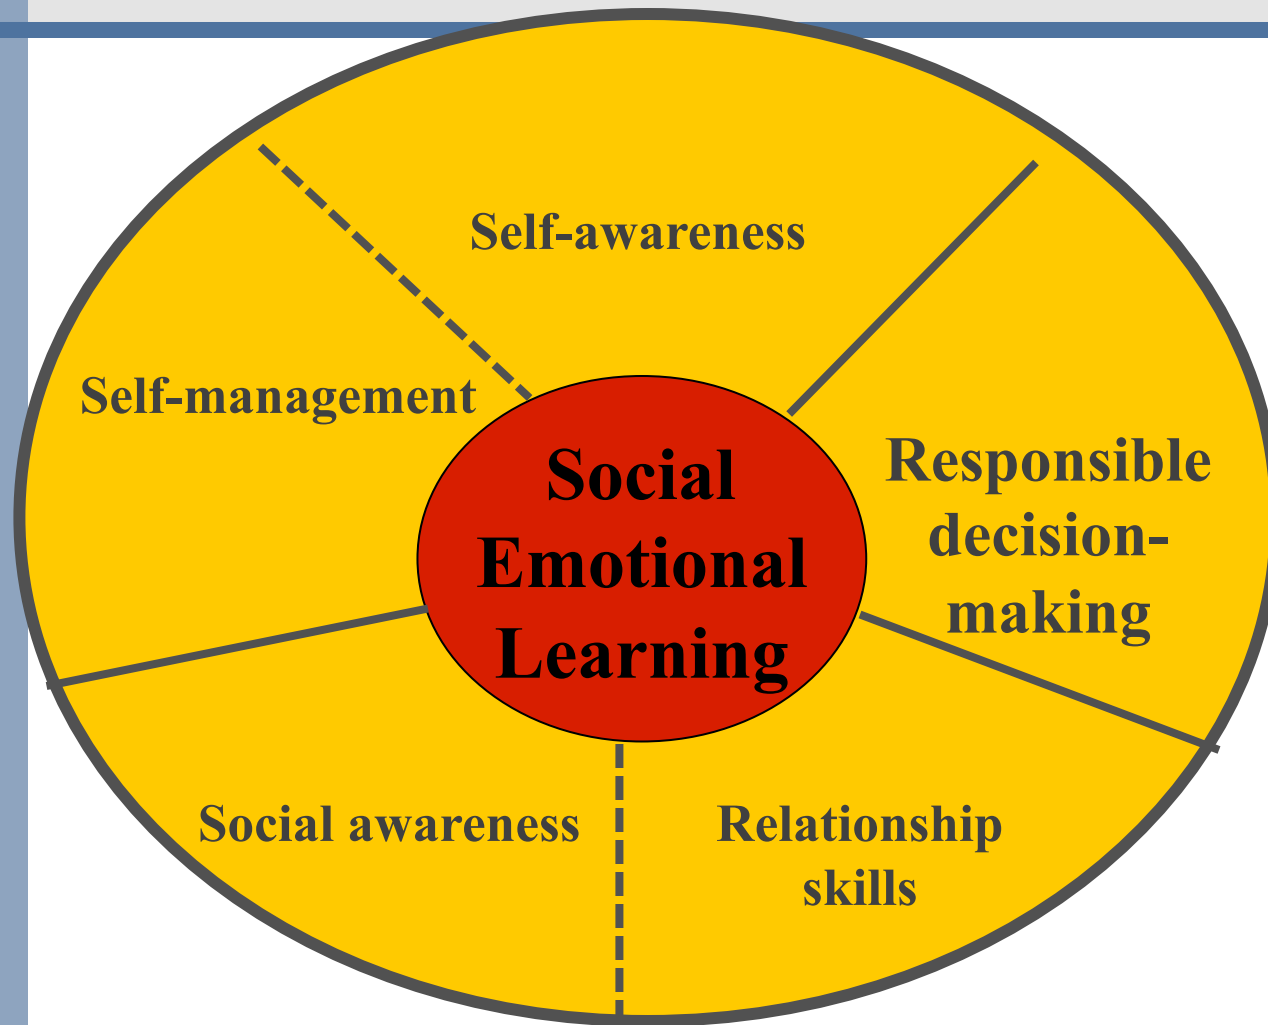 Self-awareness
Self-management
Responsible
decision-
making
Social
Emotional
Learning
Social awareness
Relationship
skills